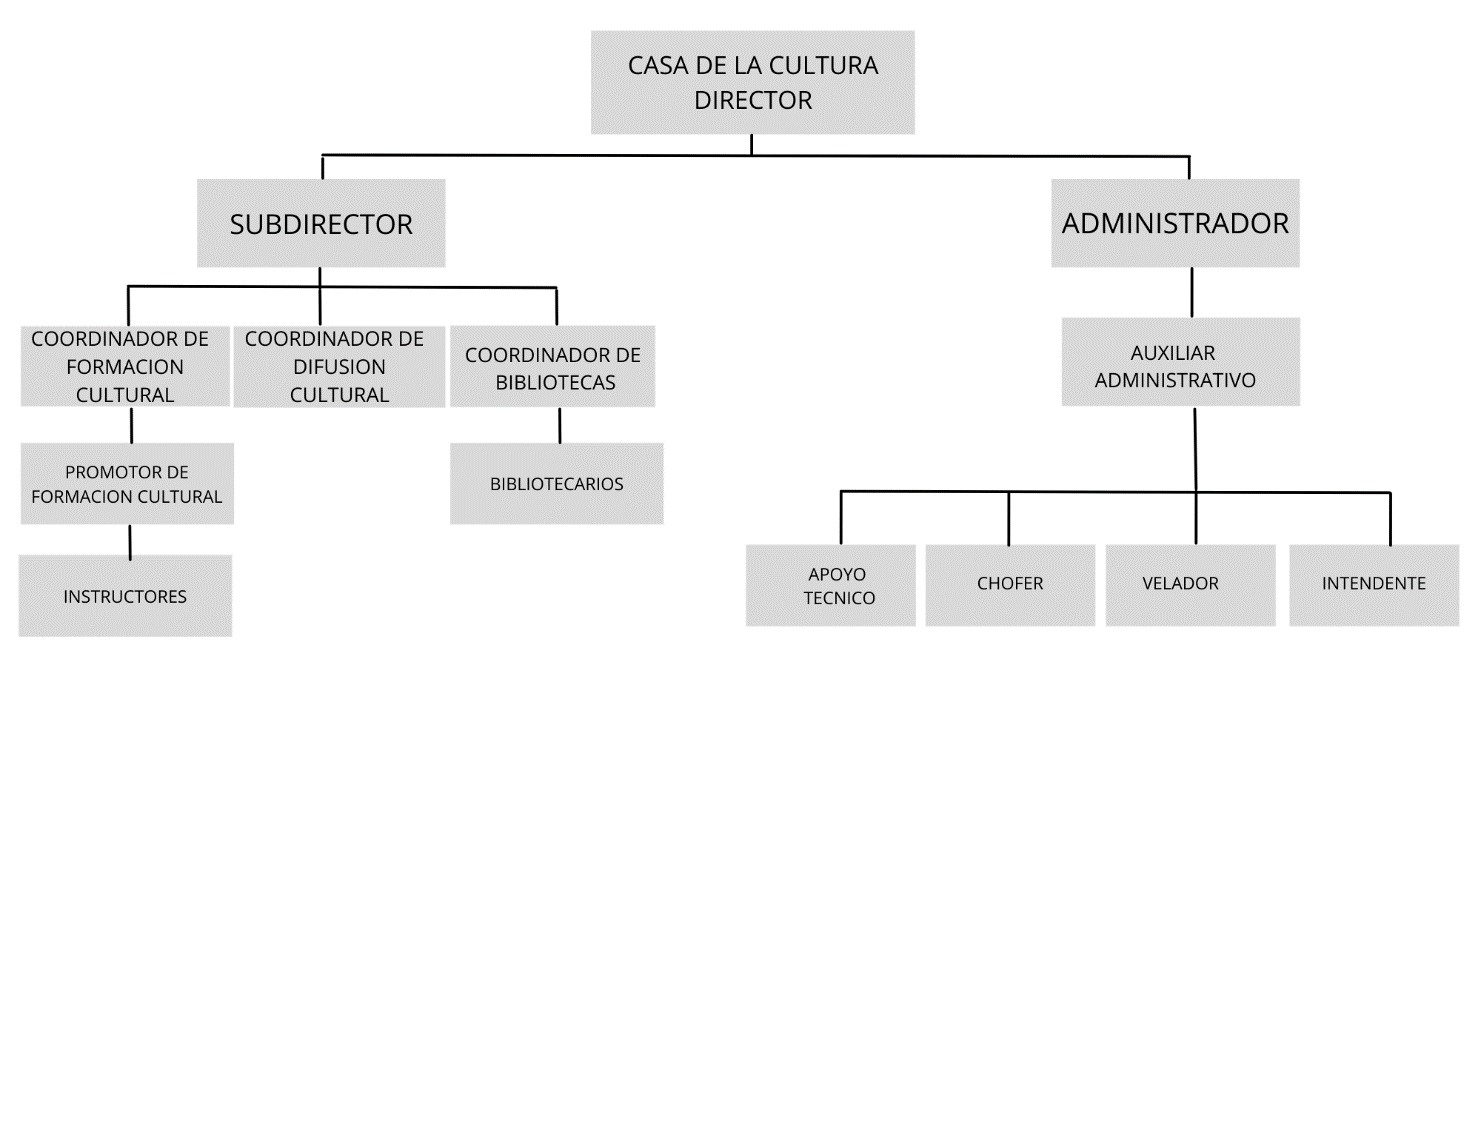 CASA DE LA CULTURA
DIRECTOR
SUBDIRECTOR
ADMINISTRADOR
COORDINADOR DE
FORMACION
CULTURAL
COORDINADOR DE
DIFUSION
CULTURAL
COORDINADOR DE
BIBLIOTECAS
AUXILIAR
ADMINISTRATIVO
PROMOTOR DE
FORMACION CULTURAL
BIBLIOTECARIOS
INSTRUCTORES
APOYO
TECNICO
CHOFER
VELADOR
INTENDENTE